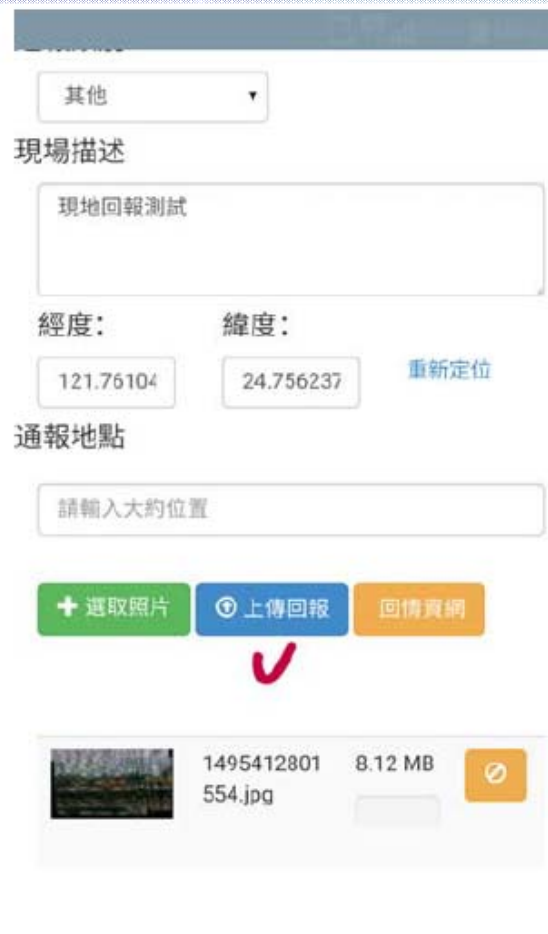 其他
現場描述
現地回報測試
經度： 緯度：
121.76104 24.756237 重新定位
通報地點
請輸入大約位置
選取照片 上傳回報 回情資網
1495412801 8.12 MB
554.jpg